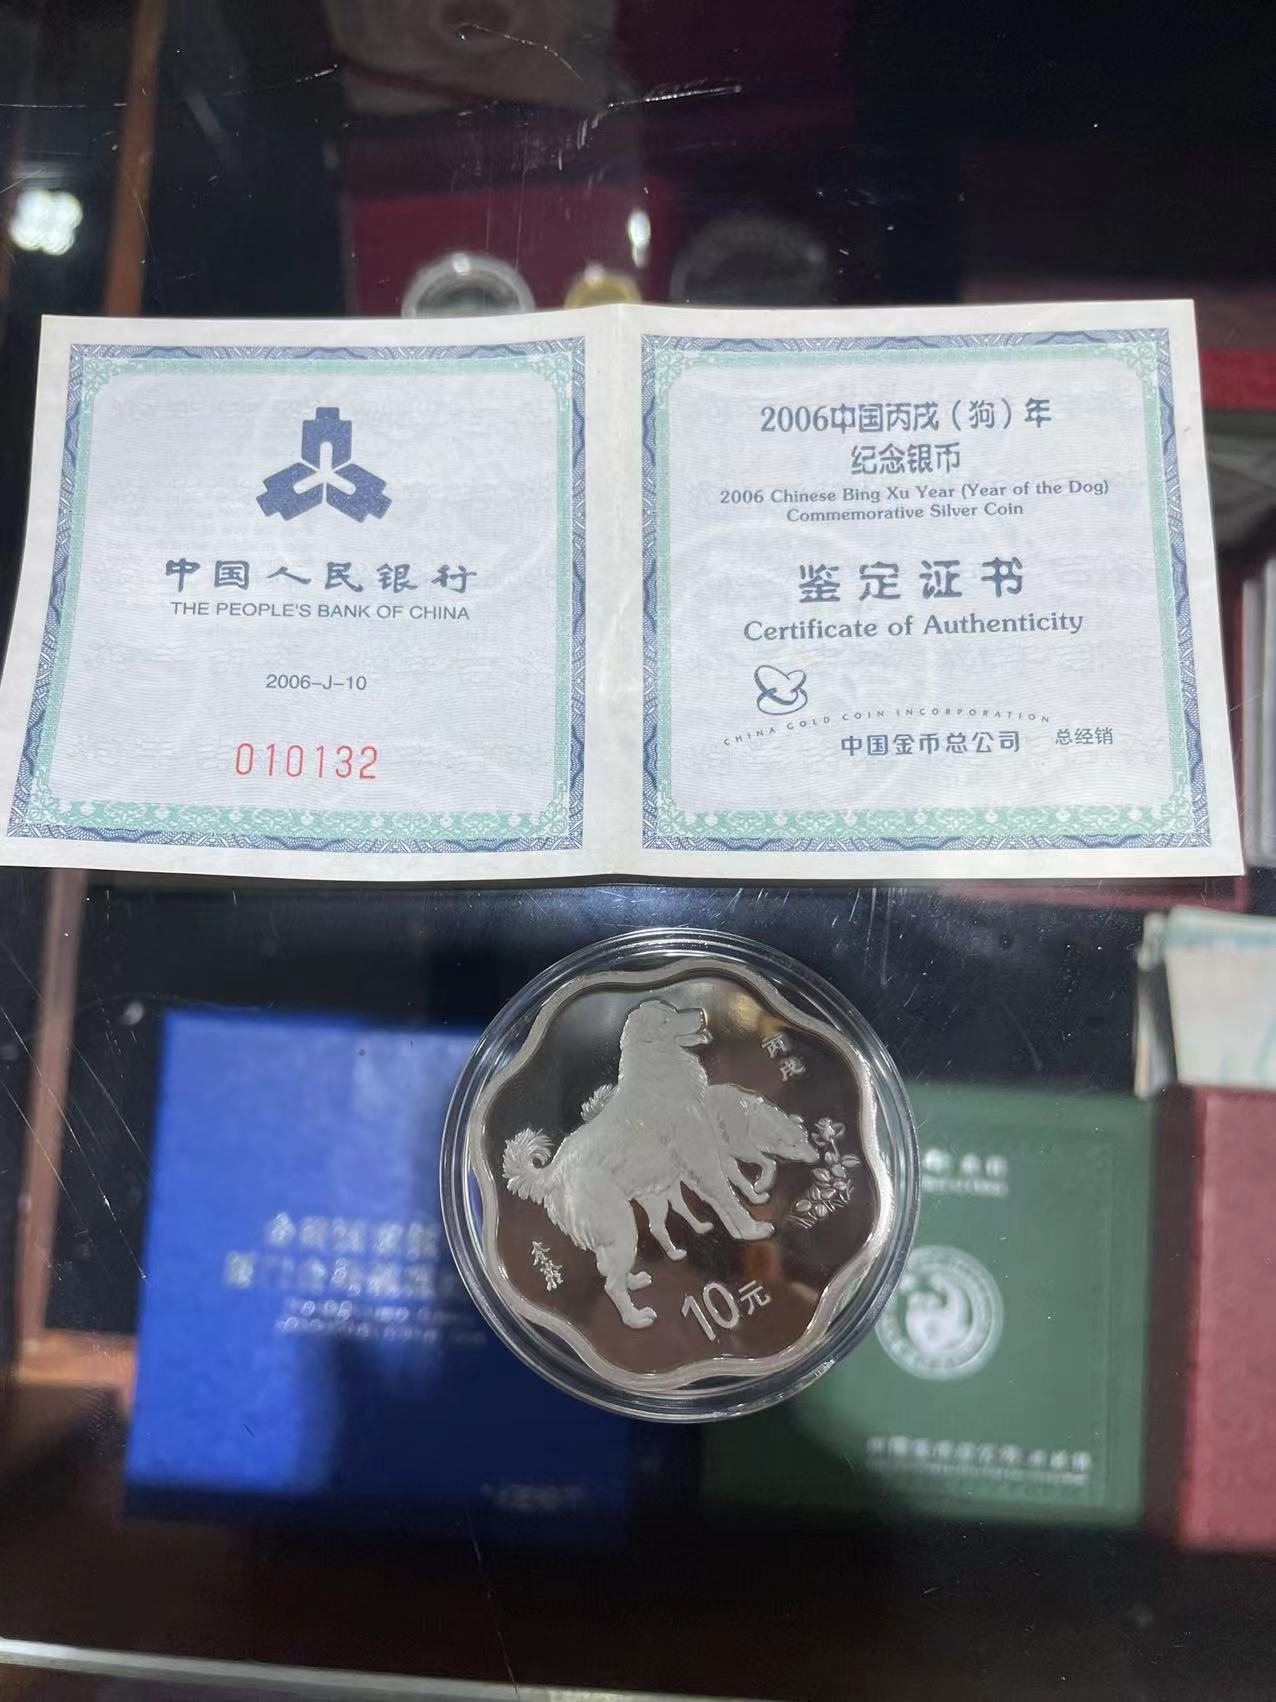 中国人民银行
THE PEOPLE'S BANK OF CHINA
2006-J-10
010132
2006中国丙戌(狗)年
纪念银币
2006 Chinese Bing Xu Year (Year of the Dog)
Commemorative Silver Coin
鉴定证书
Certificate of Authenticity
CHINA GOLD COIN INCORPORATION
中国金币总公司 总经销
丙戌
10元